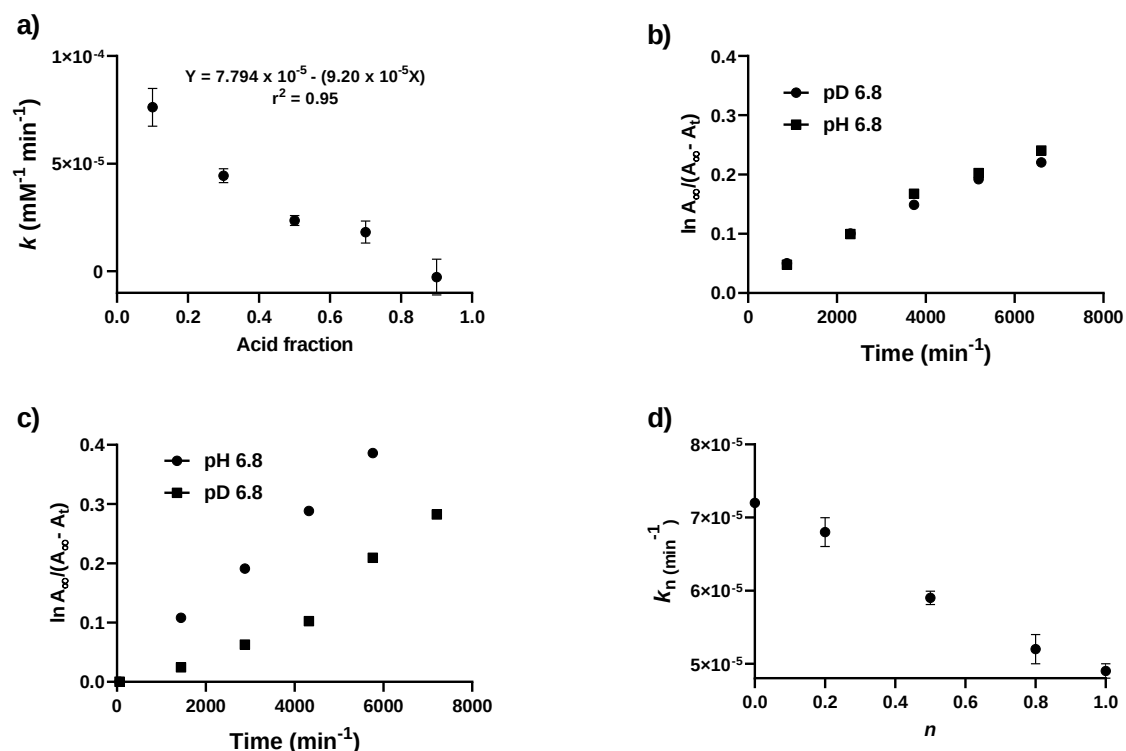 a)
1×10⁻⁴
5×10⁻⁵
0
k (mM⁻¹ min⁻¹)
Y = 7.794 x 10⁻⁵ - (9.20 x 10⁻⁵X)
r² = 0.95
0.0 0.2 0.4 0.6 0.8 1.0
Acid fraction
b)
0.4
0.3
0.2
0.1
0.0
ln A∞/(A∞- Aₜ)
pD 6.8
pH 6.8
0 2000 4000 6000 8000
Time (min⁻¹)
c)
0.4
0.3
0.2
0.1
0.0
ln A∞/(A∞- Aₜ)
pH 6.8
pD 6.8
0 2000 4000 6000 8000
Time (min⁻¹)
d)
8×10⁻⁵
7×10⁻⁵
6×10⁻⁵
5×10⁻⁵
kₙ (min⁻¹)
0.0 0.2 0.4 0.6 0.8 1.0
n